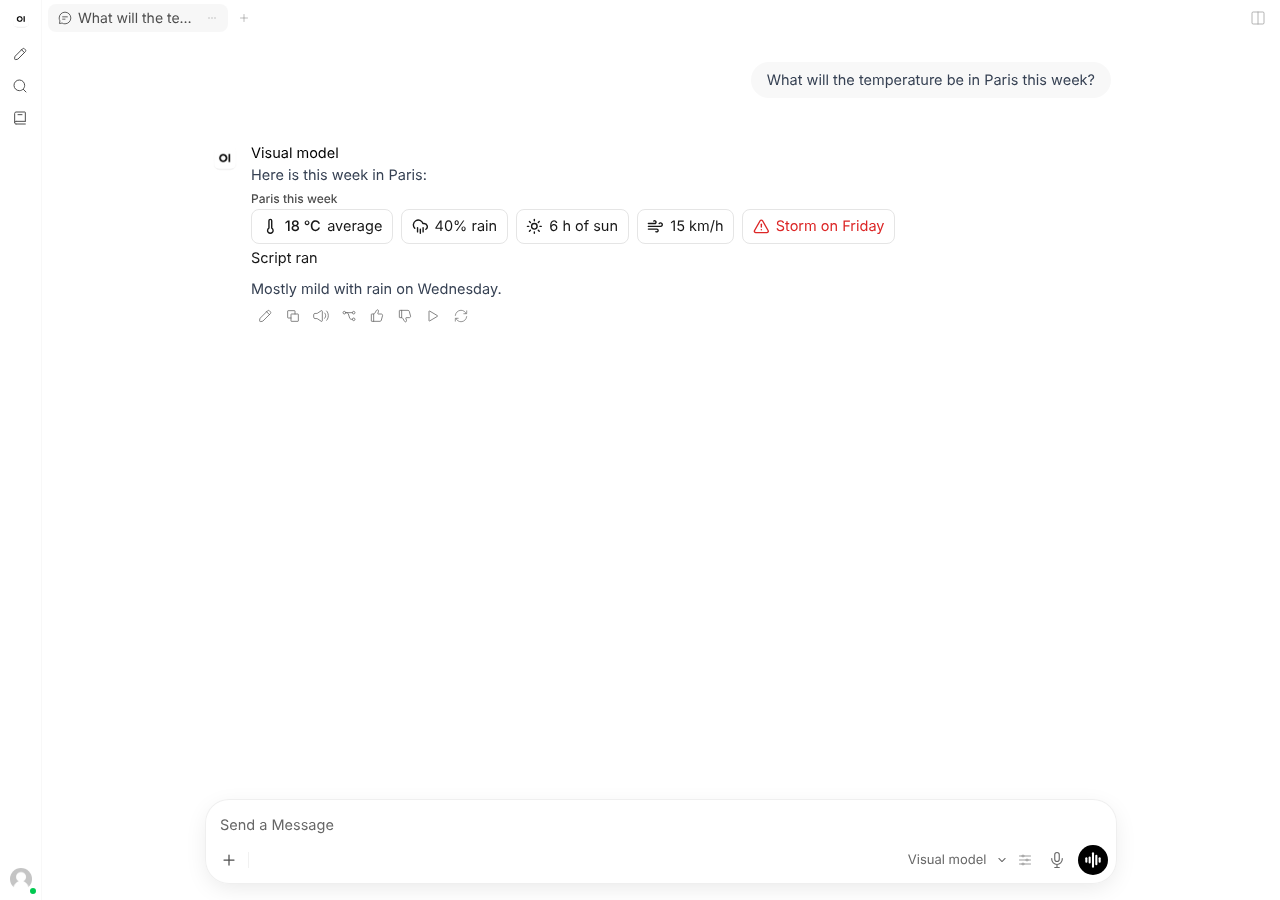 OI
What will the te...
What will the temperature be in Paris this week?
OI
Visual model
Here is this week in Paris:
Paris this week
18 °C average
40% rain
6 h of sun
15 km/h
Storm on Friday
Script ran
Mostly mild with rain on Wednesday.
Send a Message
Visual model